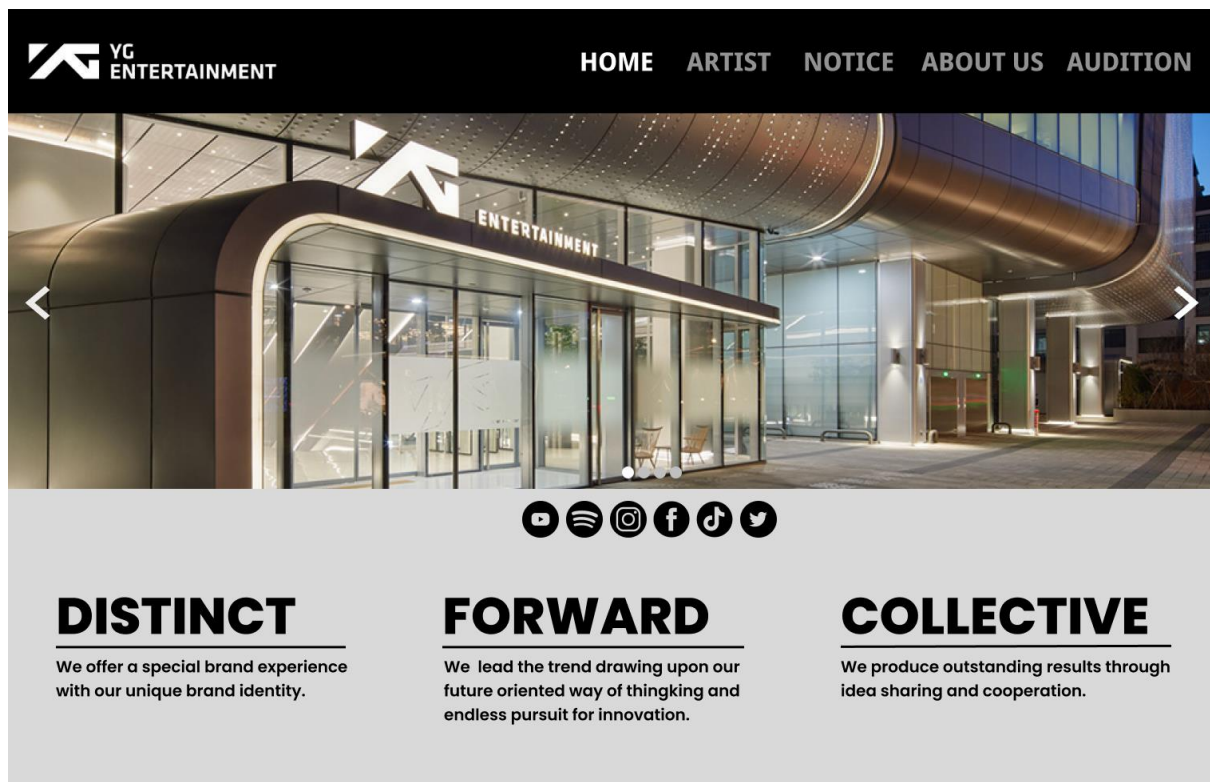 YG
ENTERTAINMENT
HOME ARTIST NOTICE ABOUT US AUDITION
ENTERTAINMENT
DISTINCT
We offer a special brand experience
with our unique brand identity.
FORWARD
We  lead the trend drawing upon our
future oriented way of thingking and
endless pursuit for innovation.
COLLECTIVE
We produce outstanding results through
idea sharing and cooperation.